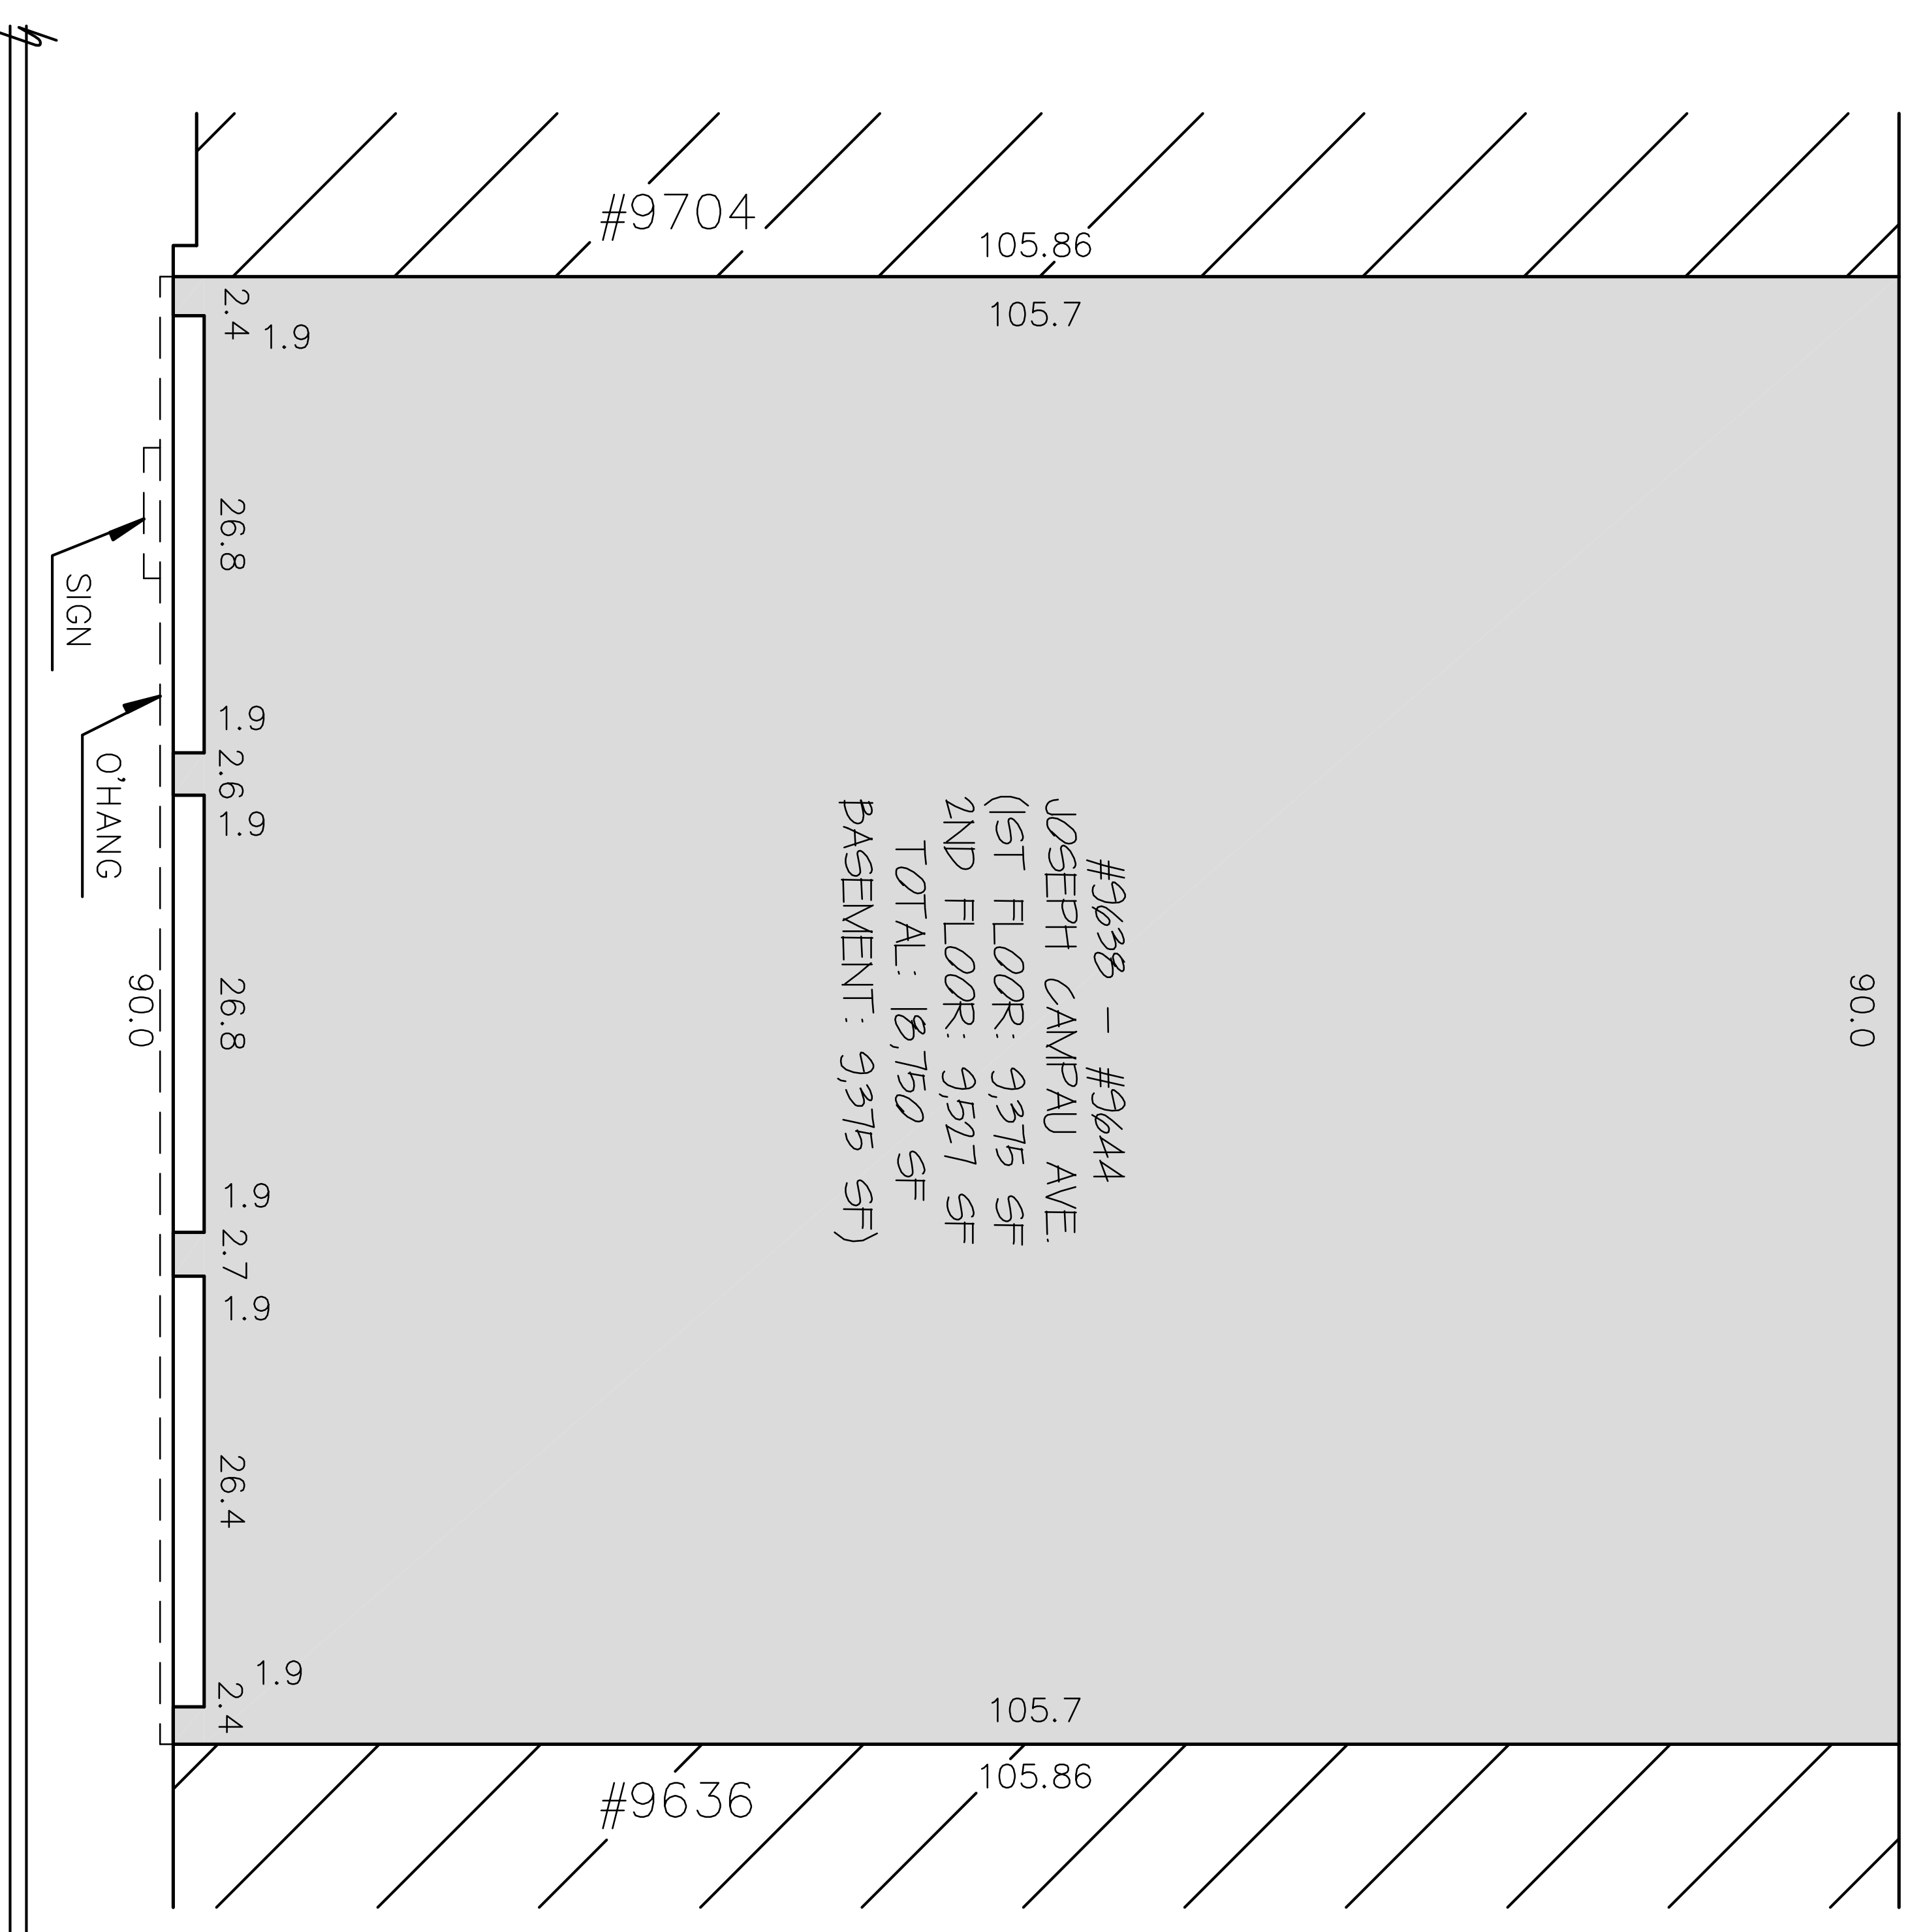 #9704
105.86
105.7
2.4
1.9
26.8
SIGN
1.9
2.6
1.9
O'HANG
#9638 - #9644
JOSEPH CAMPAU AVE.
(1ST FLOOR: 9,375 SF
2ND FLOOR: 9,527 SF
TOTAL: 18,750 SF
BASEMENT: 9,375 SF)
90.0
26.8
90.0
1.9
2.7
1.9
26.4
1.9
2.4
105.7
105.86
#9636